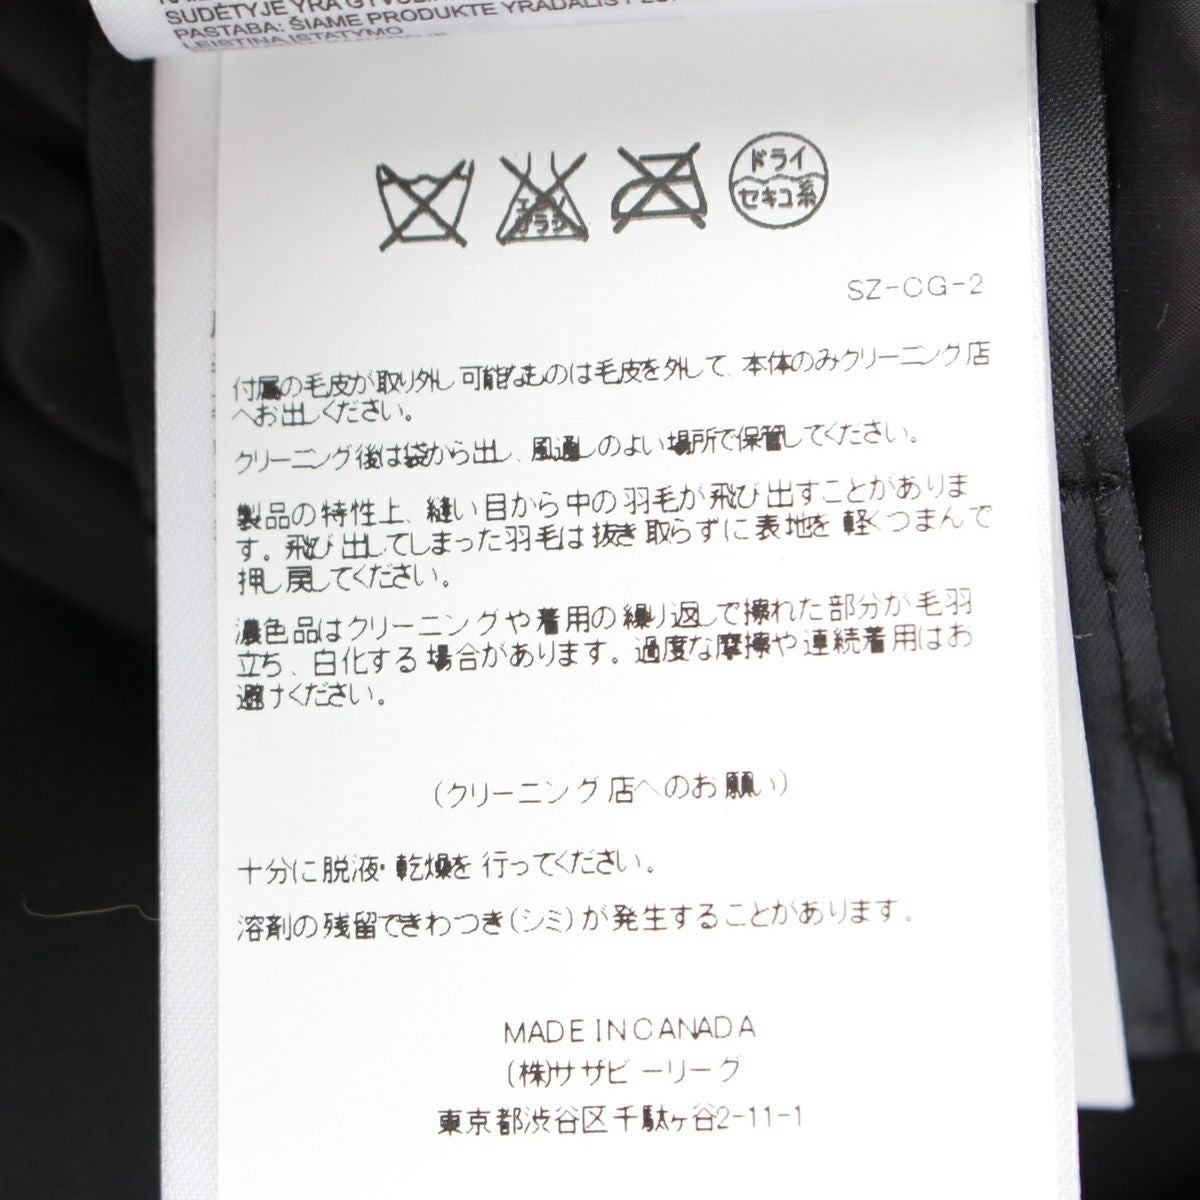 SUDĖTYJE YRA
PASTABA: ŠIAME PRODUKTE YRA DALIS
LEISTINA ĮSTATYMO
エンソ
サラシ
ドライ
セキユ系
SZ-CG-2
付属の毛皮が取り外し可能なものは毛皮を外して、本体のみクリーニング店
へお出しください。
クリーニング後は袋から出し、風通しのよい場所で保管してください。
製品の特性上、縫い目から中の羽毛が飛び出すことがありま
す。飛び出してしまった羽毛は抜き取らずに表地を軽くつまんで
押し戻してください。
濃色品はクリーニングや着用の繰り返しで擦れた部分が毛羽
立ち、白化する場合があります。過度な摩擦や連続着用はお
避けください。
(クリーニング店へのお願い)
十分に脱液・乾燥を行ってください。
溶剤の残留できわつき(シミ)が発生することがあります。
MADE IN CANADA
(株)サザビーリーグ
東京都渋谷区千駄ヶ谷2-11-1